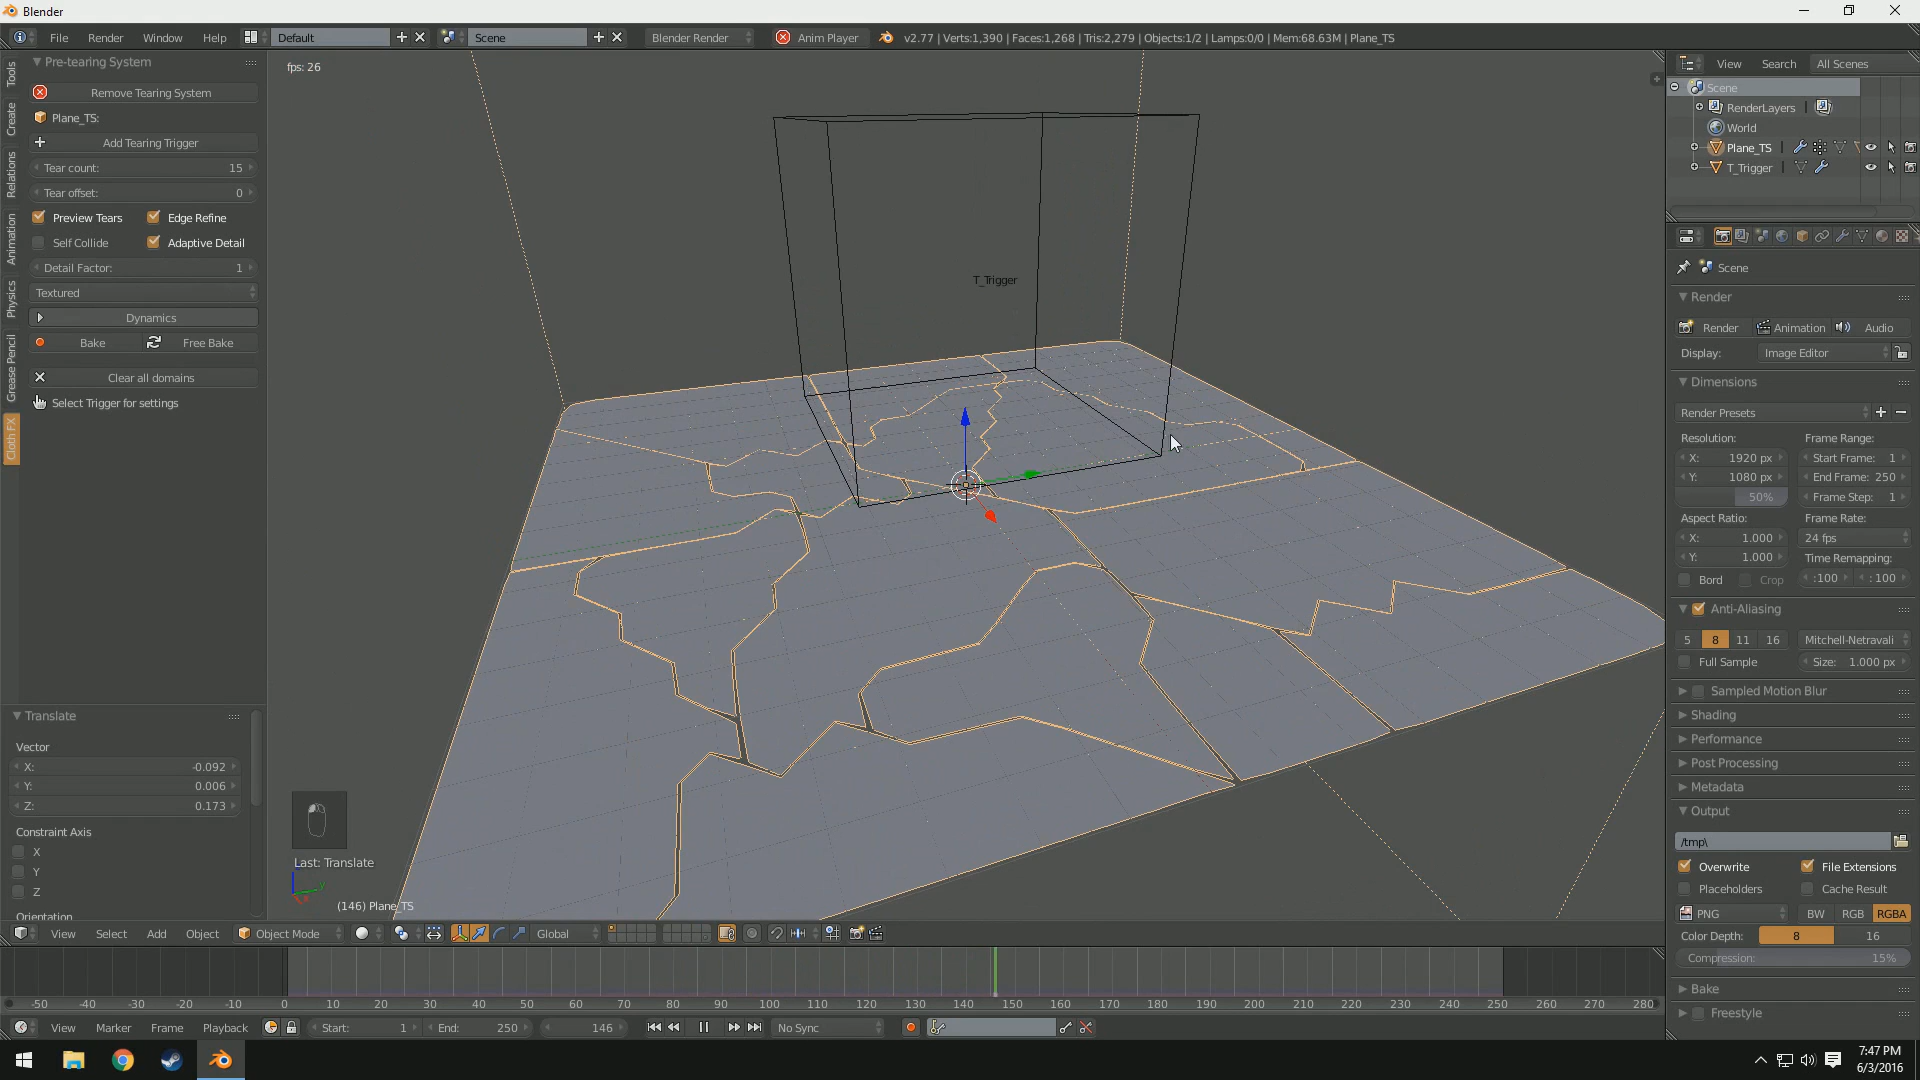 Blender
File Render Window Help Default Scene Blender Render Anim Player v2.77 | Verts:1,390 | Faces:1,268 | Tris:2,279 | Objects:1/2 | Lamps:0/0 | Mem:68.63M | Plane_TS
Tools
Create
Relations
Animation
Physics
Grease Pencil
Cloth FX
Pre-tearing System
Remove Tearing System
Plane_TS:
Add Tearing Trigger
Tear count: 15
Tear offset: 0
Preview Tears Edge Refine
Self Collide Adaptive Detail
Detail Factor: 1
Textured
Dynamics
Bake Free Bake
Clear all domains
Select Trigger for settings
Translate
Vector
X: -0.092
Y: 0.006
Z: 0.173
Constraint Axis
X
Y
Z
Orientation
fps: 26
T_Trigger
Last: Translate
(146) Plane_TS
View Select Add Object Object Mode Global
-50 -40 -30 -20 -10 0 10 20 30 40 50 60 70 80 90 100 110 120 130 140 150 160 170 180 190 200 210 220 230 240 250 260 270 280
View Marker Frame Playback Start: 1 End: 250 146 No Sync
View Search All Scenes
Scene
RenderLayers |
World
Plane_TS |
T_Trigger |
Scene
Render
Render Animation Audio
Display: Image Editor
Dimensions
Render Presets
Resolution: Frame Range:
X: 1920 px Start Frame: 1
Y: 1080 px End Frame: 250
50% Frame Step: 1
Aspect Ratio: Frame Rate:
X: 1.000 24 fps
Y: 1.000 Time Remapping:
Bord Crop :100 : 100
Anti-Aliasing
5 8 11 16 Mitchell-Netravali
Full Sample Size: 1.000 px
Sampled Motion Blur
Shading
Performance
Post Processing
Metadata
Output
/tmp\
Overwrite File Extensions
Placeholders Cache Result
PNG BW RGB RGBA
Color Depth: 8 16
Compression: 15%
Bake
Freestyle
7:47 PM
6/3/2016